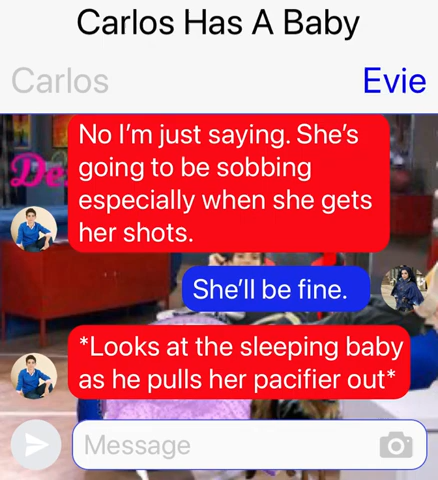 Carlos Has A Baby
Carlos
Evie
De
No I’m just saying. She’s
going to be sobbing
especially when she gets
her shots.
She’ll be fine.
*Looks at the sleeping baby
as he pulls her pacifier out*
Message